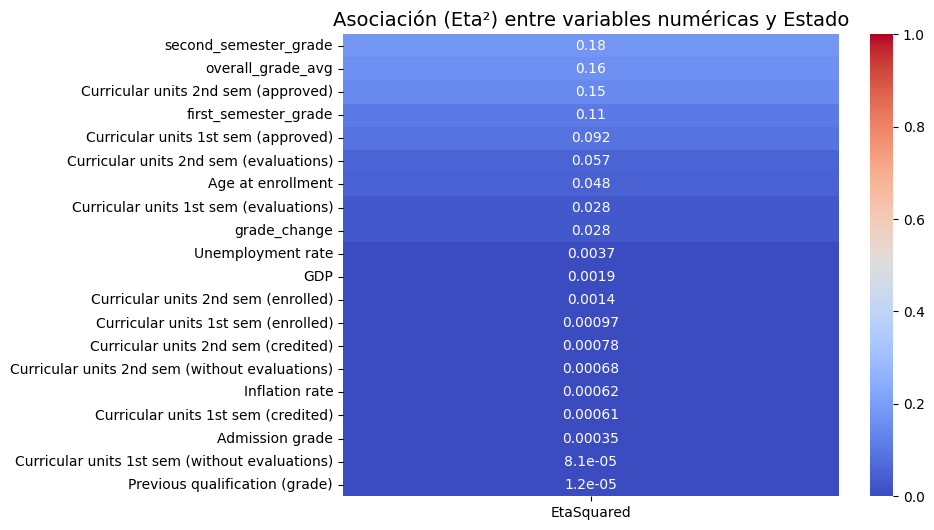 Asociación (Eta²) entre variables numéricas y Estado
second_semester_grade 0.18
overall_grade_avg 0.16
Curricular units 2nd sem (approved) 0.15
first_semester_grade 0.11
Curricular units 1st sem (approved) 0.092
Curricular units 2nd sem (evaluations) 0.057
Age at enrollment 0.048
Curricular units 1st sem (evaluations) 0.028
grade_change 0.028
Unemployment rate 0.0037
GDP 0.0019
Curricular units 2nd sem (enrolled) 0.0014
Curricular units 1st sem (enrolled) 0.00097
Curricular units 2nd sem (credited) 0.00078
Curricular units 2nd sem (without evaluations) 0.00068
Inflation rate 0.00062
Curricular units 1st sem (credited) 0.00061
Admission grade 0.00035
Curricular units 1st sem (without evaluations) 8.1e-05
Previous qualification (grade) 1.2e-05
EtaSquared
1.0
0.8
0.6
0.4
0.2
0.0